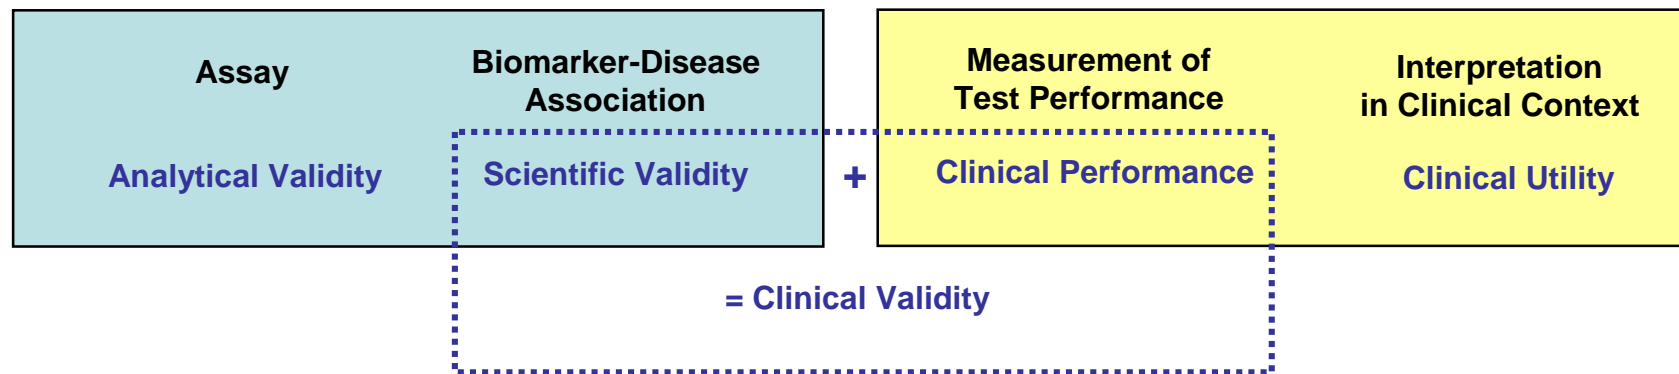 Assay
Analytical Validity
Biomarker-Disease
Association
Scientific Validity
+
Measurement of
Test Performance
Clinical Performance
Interpretation
in Clinical Context
Clinical Utility
= Clinical Validity